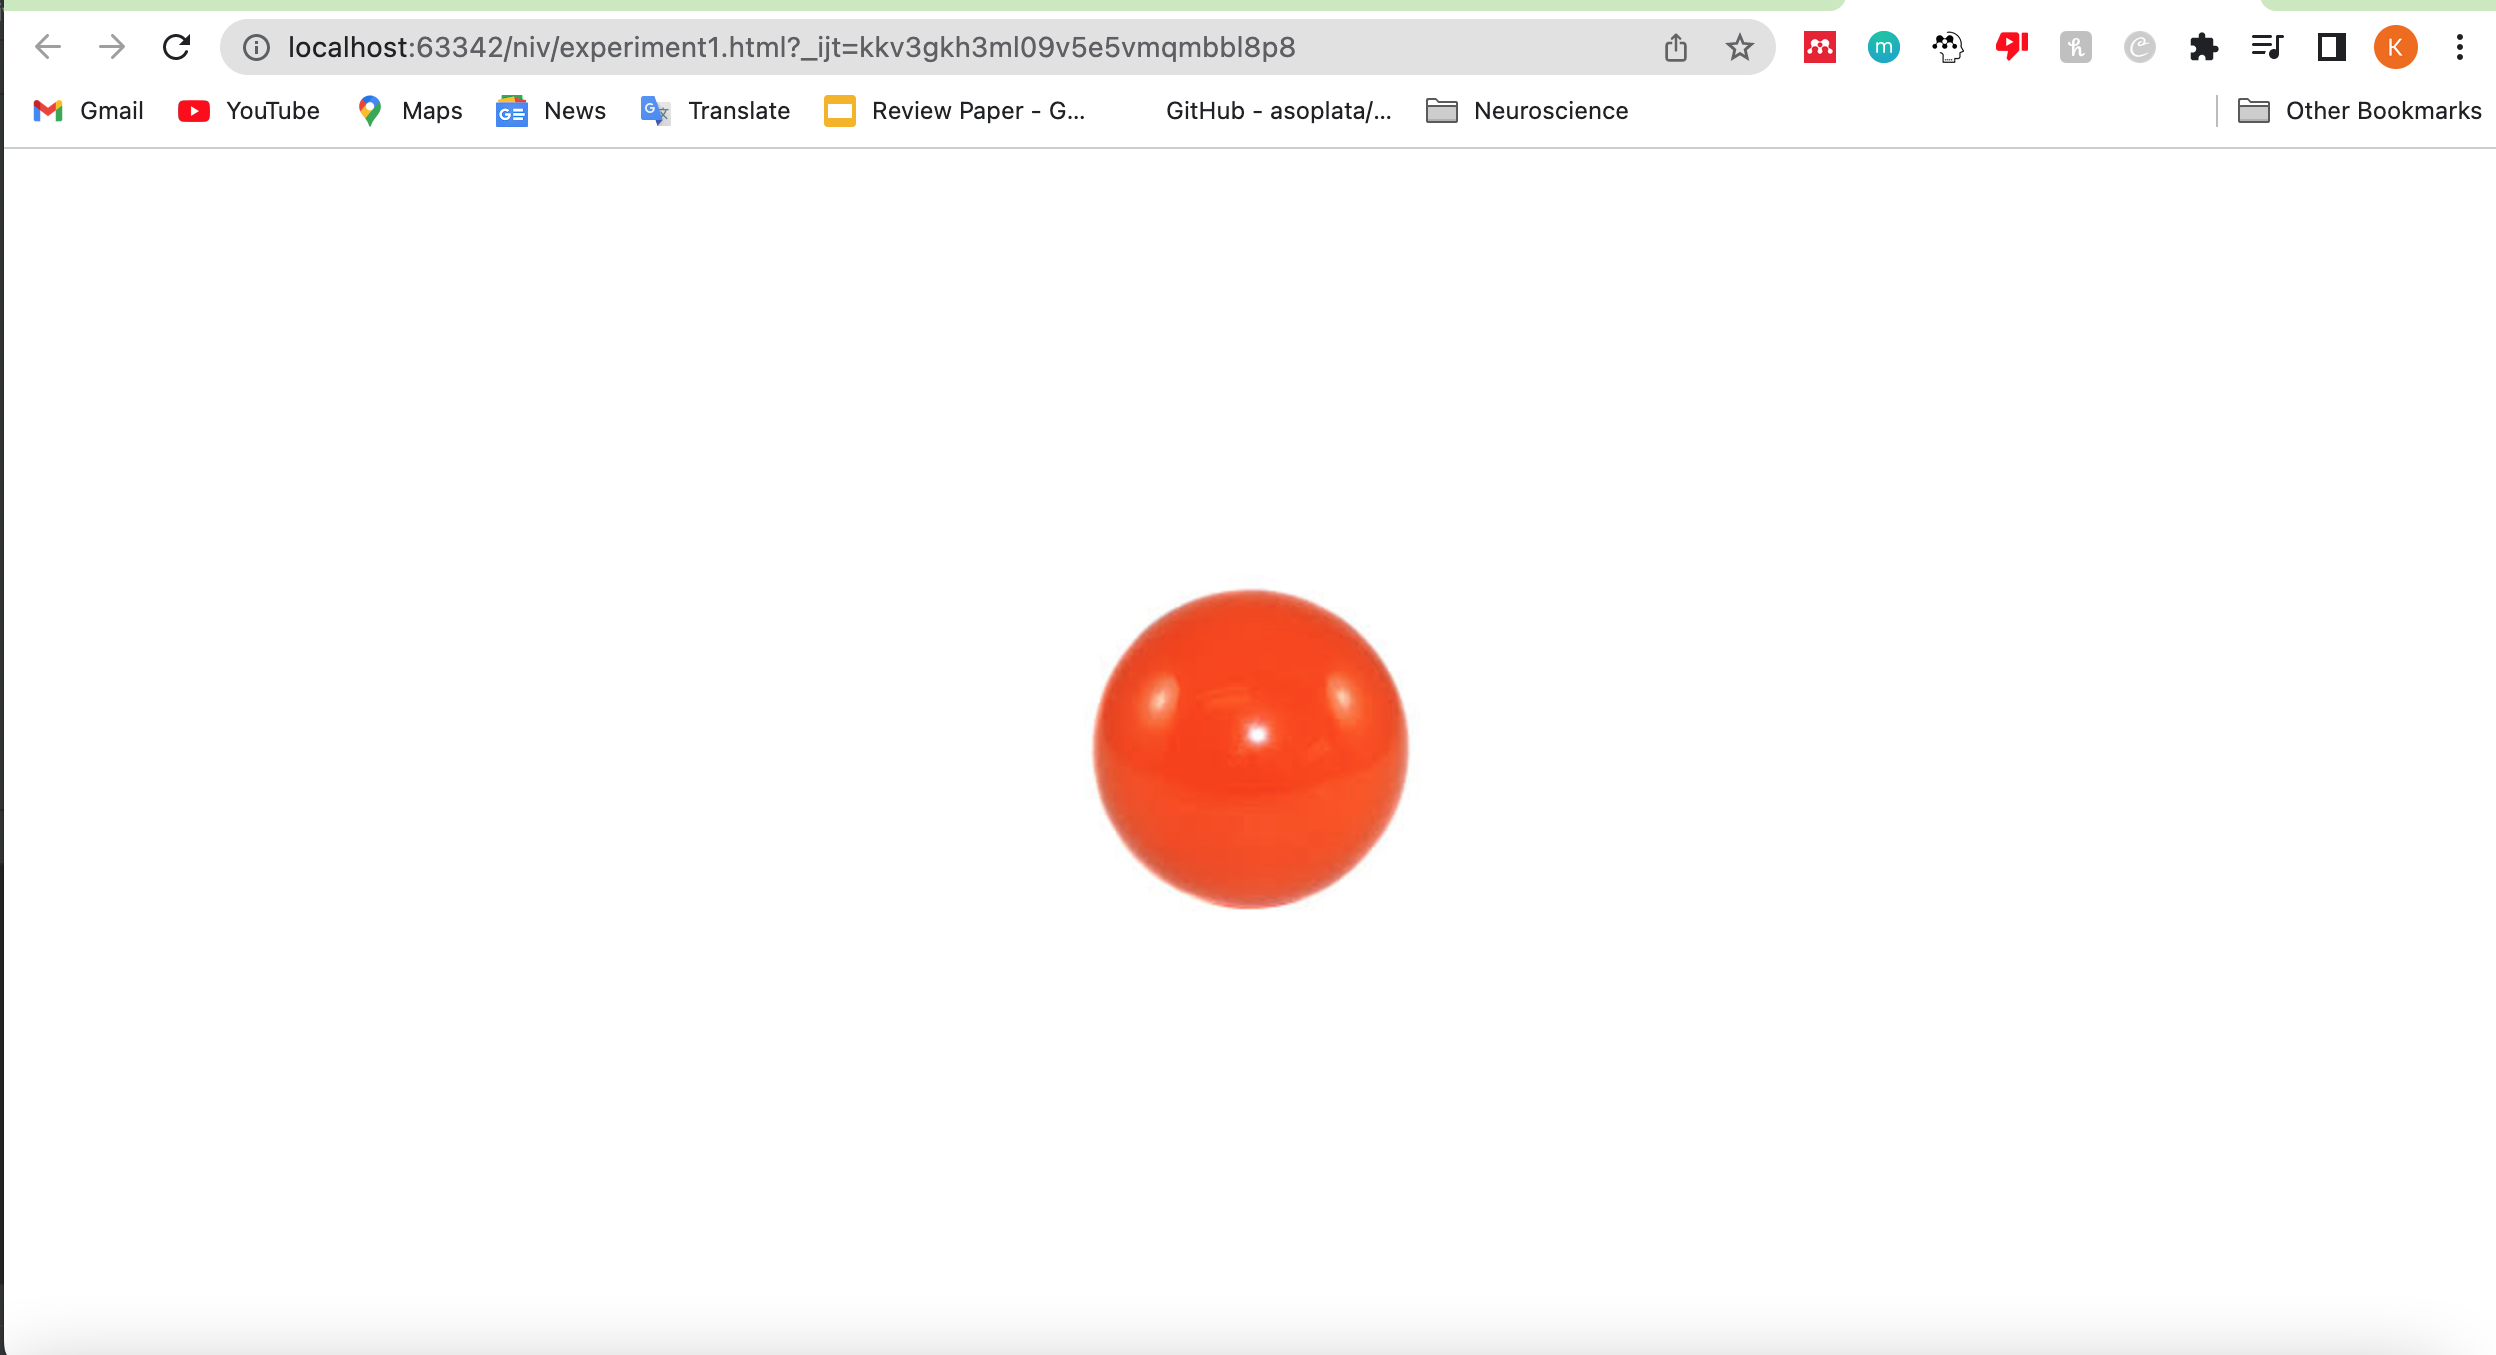 localhost:63342/niv/experiment1.html?_ijt=kkv3gkh3ml09v5e5vmqmbbl8p8 m h K
Gmail YouTube Maps News Translate Review Paper - G... GitHub - asoplata/... Neuroscience Other Bookmarks